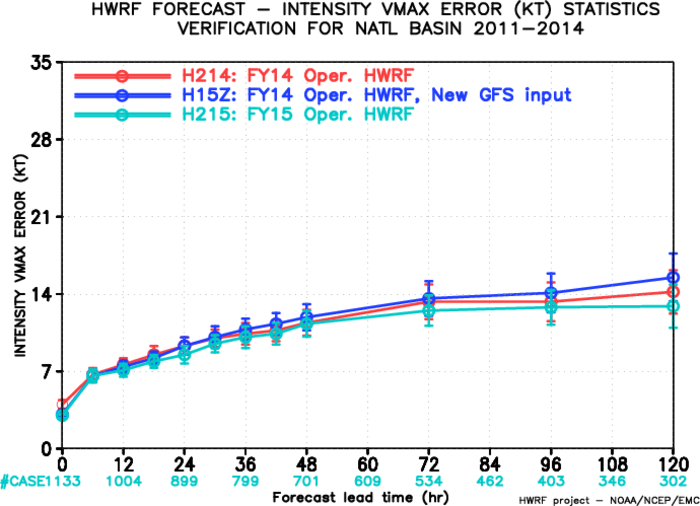 HWRF FORECAST – INTENSITY VMAX ERROR (KT) STATISTICS
VERIFICATION FOR NATL BASIN 2011–2014
H214: FY14 Oper. HWRF
H15Z: FY14 Oper. HWRF, New GFS input
H215: FY15 Oper. HWRF
INTENSITY VMAX ERROR (KT)
35
28
21
14
7
0
0 12 24 36 48 60 72 84 96 108 120
#CASE1133 1004 899 799 701 609 534 462 403 346 302
Forecast lead time (hr)
HWRF project – NOAA/NCEP/EMC